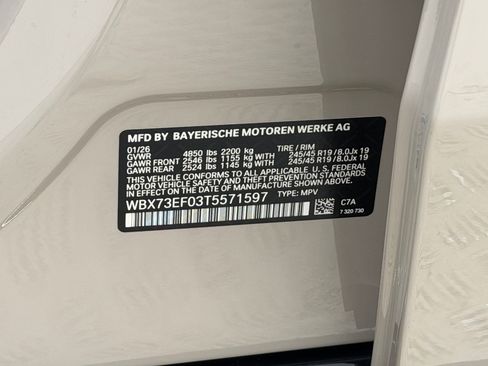 MFD BY BAYERISCHE MOTOREN WERKE AG
01/26 TIRE / RIM
GVWR 4850 lbs 2200 kg
GAWR FRONT 2546 lbs 1155 kg WITH 245/45 R19 / 8.0Jx 19
GAWR REAR 2524 lbs 1145 kg WITH 245/45 R19 / 8.0Jx 19
THIS VEHICLE CONFORMS TO ALL APPLICABLE U. S. FEDERAL
MOTOR VEHICLE SAFETY, BUMPER, AND THEFT PREVENTION
STANDARDS IN EFFECT ON THE DATE OF MANUFACTURE SHOWN ABOVE.
WBX73EF03T5571597 TYPE: MPV
C7A
7 320 730